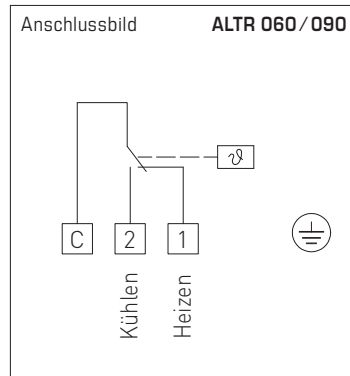 Anschlussbild ALTR 060/090
ϑ
C 2 1
Kühlen
Heizen